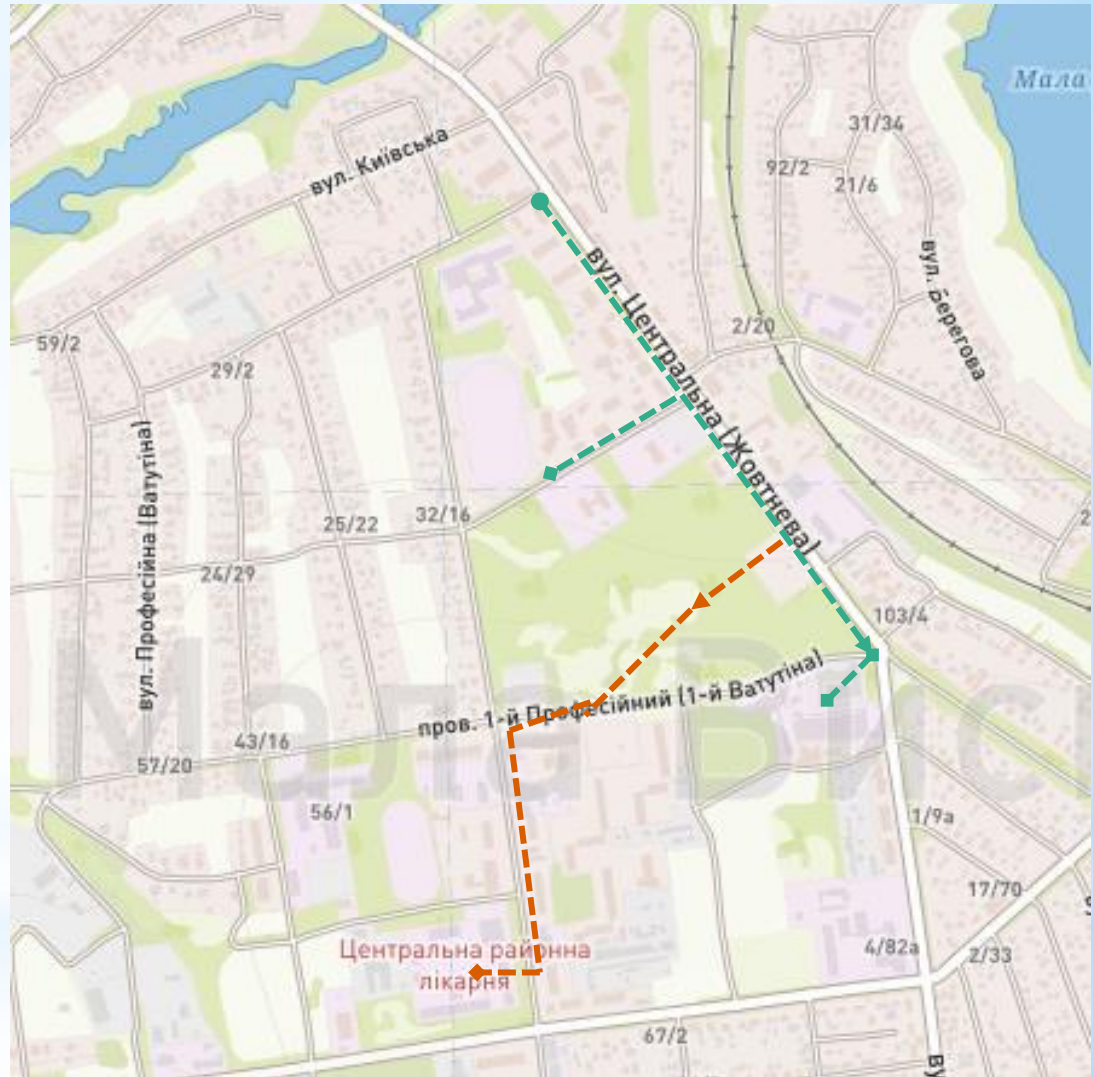 Мала
31/34
вул. Київська
92/2
21/6
вул. Берегова
вул. Центральна (Жовтнева)
2/20
59/2
29/2
вул. Професійна (Ватутіна)
32/16
25/22
24/29
103/4
пров. 1-й Професійний (1-й Ватутіна)
43/16
57/20
Мала Вис
56/1
1/9а
17/70
Центральна районна
лікарня
4/82а
2/33
67/2